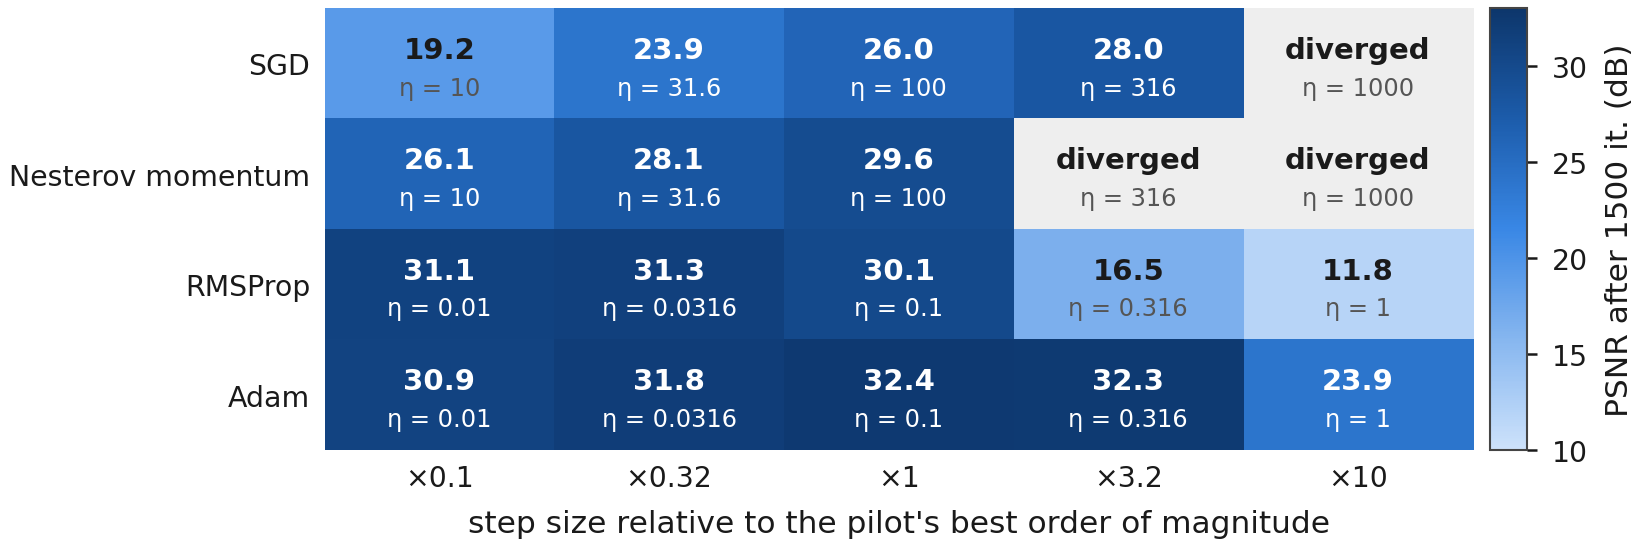 SGD
19.2
η = 10
23.9
η = 31.6
26.0
η = 100
28.0
η = 316
diverged
η = 1000
Nesterov momentum
26.1
η = 10
28.1
η = 31.6
29.6
η = 100
diverged
η = 316
diverged
η = 1000
RMSProp
31.1
η = 0.01
31.3
η = 0.0316
30.1
η = 0.1
16.5
η = 0.316
11.8
η = 1
Adam
30.9
η = 0.01
31.8
η = 0.0316
32.4
η = 0.1
32.3
η = 0.316
23.9
η = 1
×0.1
×0.32
×1
×3.2
×10
step size relative to the pilot's best order of magnitude
30
25
20
15
10
PSNR after 1500 it. (dB)